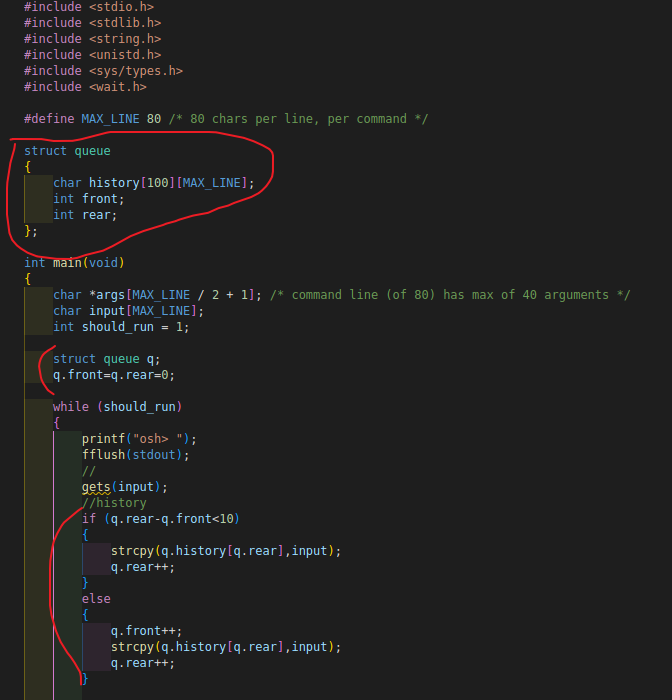 #include <stdio.h>
#include <stdlib.h>
#include <string.h>
#include <unistd.h>
#include <sys/types.h>
#include <wait.h>
#define MAX_LINE 80 /* 80 chars per line, per command */
struct queue
{
char history[100][MAX_LINE];
int front;
int rear;
};
int main(void)
{
char *args[MAX_LINE / 2 + 1]; /* command line (of 80) has max of 40 arguments */
char input[MAX_LINE];
int should_run = 1;
struct queue q;
q.front=q.rear=0;
while (should_run)
{
printf("osh> ");
fflush(stdout);
//
gets(input);
//history
if (q.rear-q.front<10)
{
strcpy(q.history[q.rear],input);
q.rear++;
}
else
{
q.front++;
strcpy(q.history[q.rear],input);
q.rear++;
}